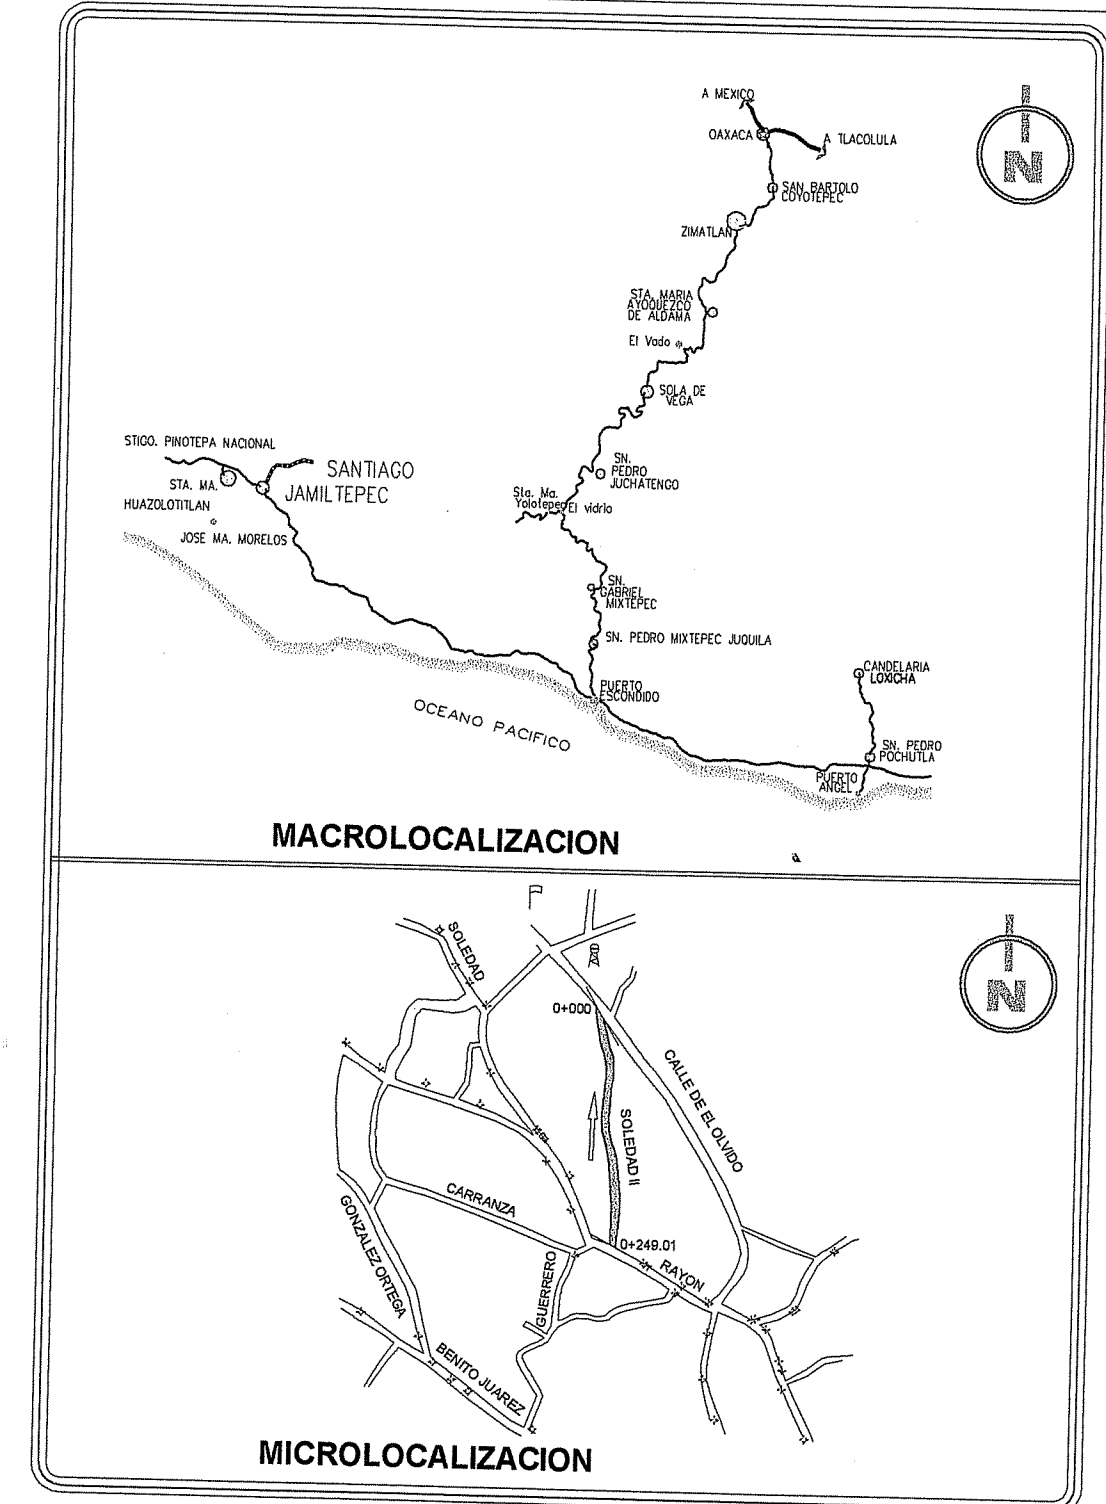 A MEXICO
OAXACA
A TLACOLULA
N
SAN BARTOLO
COYOTEPEC
ZIMATLAN
STA. MARIA
AYOQUEZCO
DE ALDAMA
El Vado
SOLA DE
VEGA
STIGO. PINOTEPA NACIONAL
SANTIAGO
JAMILTEPEC
STA. MA.
HUAZOLOTITLAN
JOSE MA. MORELOS
SN.
PEDRO
JUCHATENGO
Sta. Ma.
Yolotepec
El vidrio
SN.
GABRIEL
MIXTEPEC
SN. PEDRO MIXTEPEC JUQUILA
PUERTO
ESCONDIDO
CANDELARIA
LOXICHA
OCEANO PACIFICO
SN. PEDRO
POCHUTLA
PUERTO
ANGEL
MACROLOCALIZACION
SOLEDAD
N
0+000
CALLE DE EL OLVIDO
SOLEDAD II
CARRANZA
GONZALEZ ORTEGA
0+249.01
RAYON
GUERRERO
BENITO JUAREZ
MICROLOCALIZACION